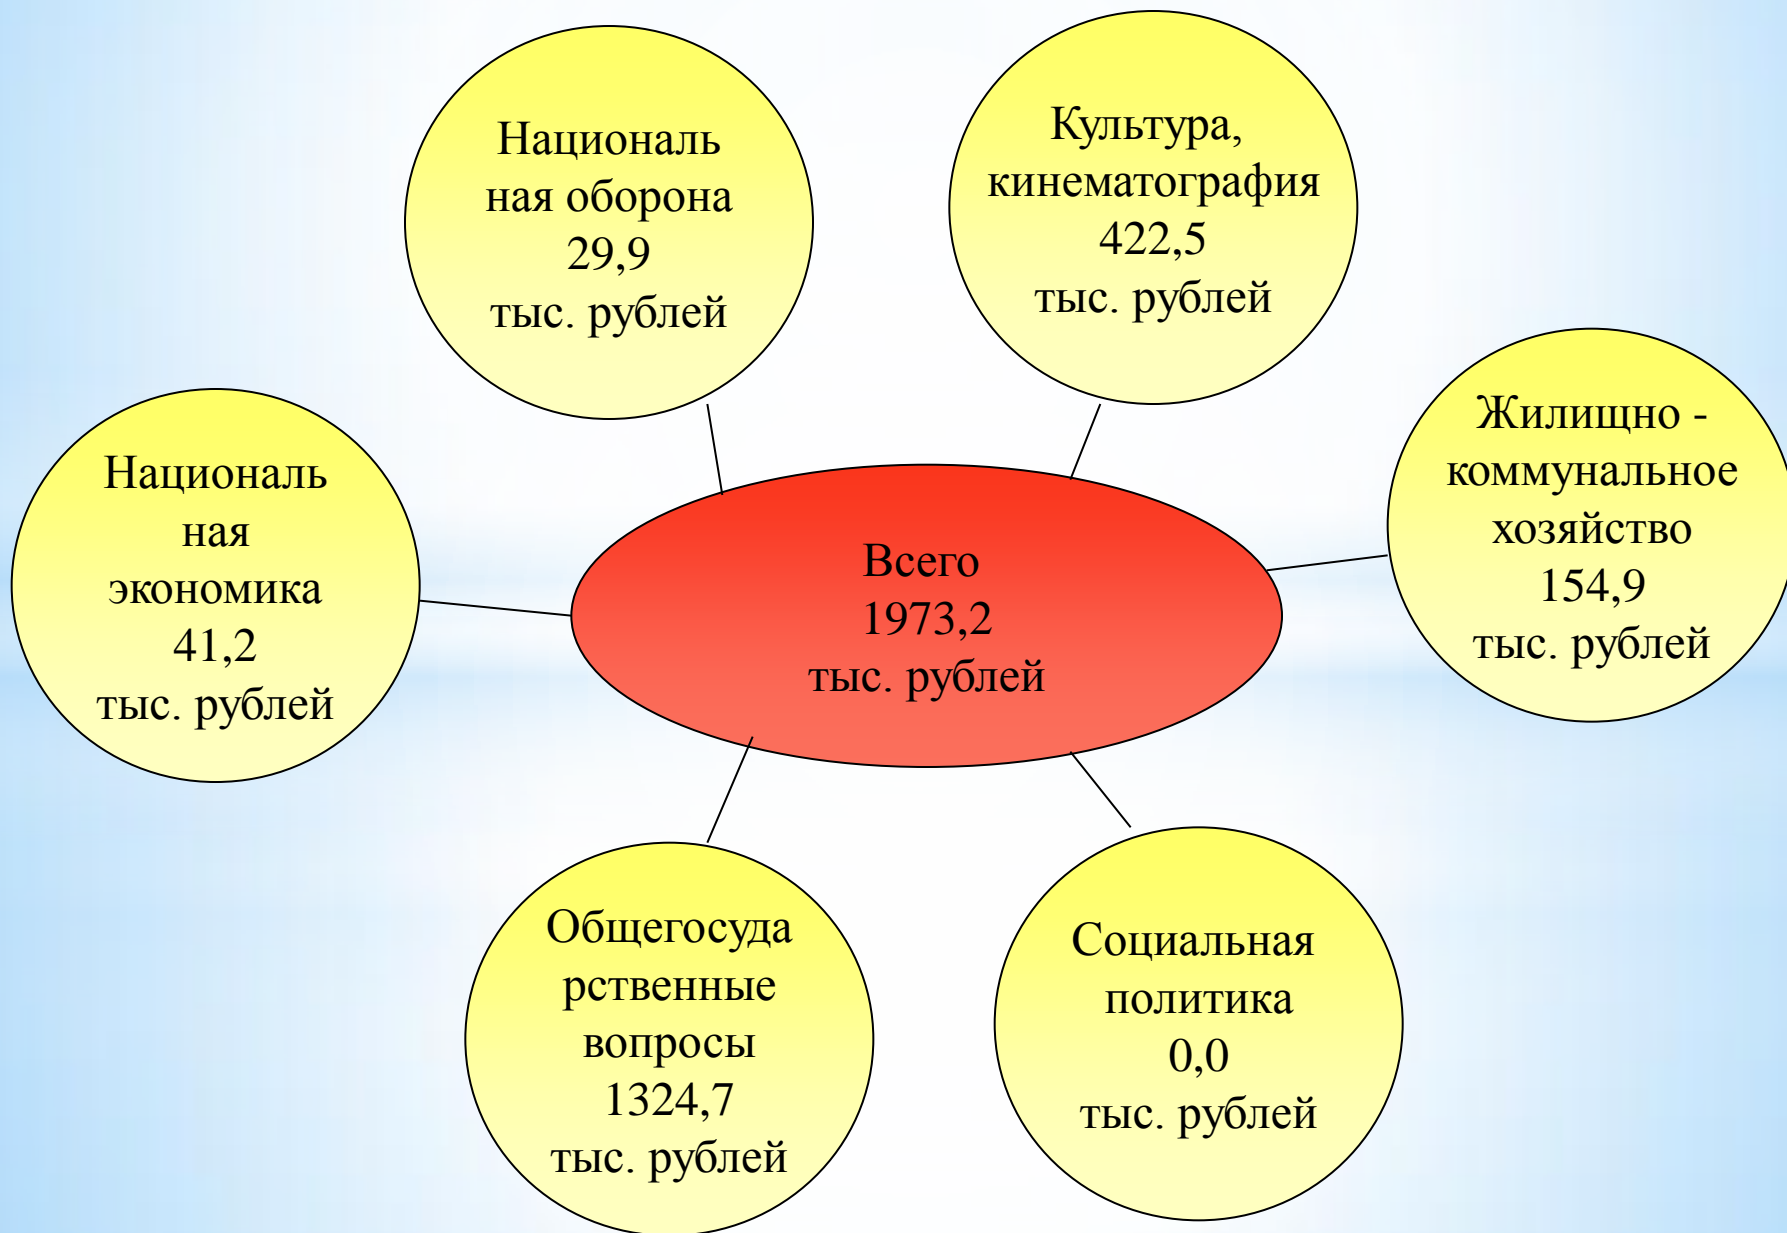 Националь
ная оборона
29,9
тыс. рублей
Культура,
кинематография
422,5
тыс. рублей
Националь
ная
экономика
41,2
тыс. рублей
Всего
1973,2
тыс. рублей
Жилищно -
коммунальное
хозяйство
154,9
тыс. рублей
Общегосуда
рственные
вопросы
1324,7
тыс. рублей
Социальная
политика
0,0
тыс. рублей